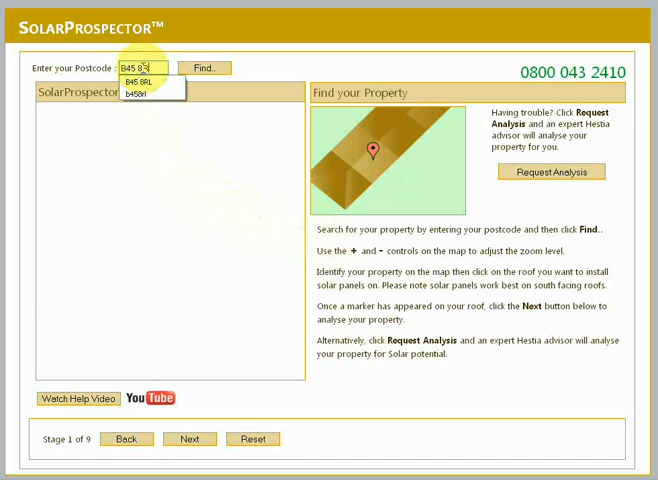 SOLARPROSPECTOR™
Enter your Postcode :
B45 8R
Find..
B45 8RL
b458rl
0800 043 2410
SolarProspector
Find your Property
Having trouble? Click Request
Analysis and an expert Hestia
advisor will analyse your
property for you.
Request Analysis
Search for your property by entering your postcode and then click Find..
Use the + and - controls on the map to adjust the zoom level.
Identify your property on the map then click on the roof you want to install
solar panels on. Please note solar panels work best on south facing roofs.
Once a marker has appeared on your roof, click the Next button below to
analyse your property.
Alternatively, click Request Analysis and an expert Hestia advisor will analyse
your property for Solar potential.
Watch Help Video
YouTube
Stage 1 of 9
Back
Next
Reset